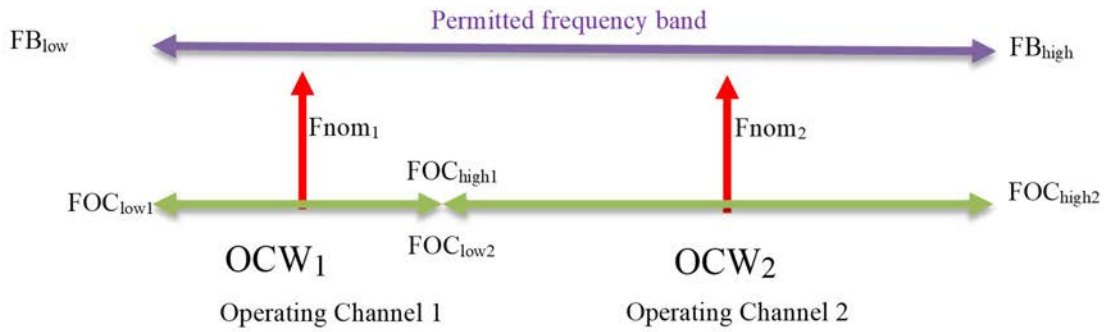 Permitted frequency band
FBlow
FBhigh
Fnom1
Fnom2
FOChigh1
FOClow1
FOChigh2
FOClow2
OCW1
OCW2
Operating Channel 1
Operating Channel 2